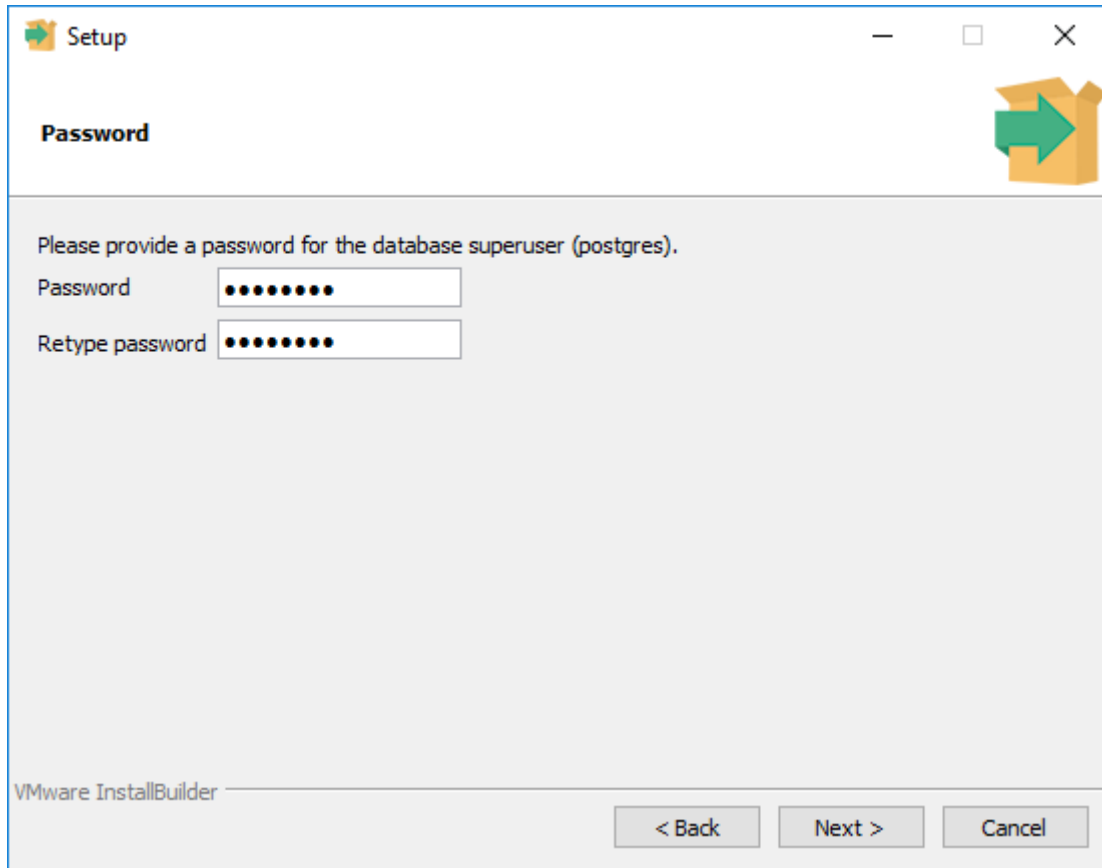 Setup
Password
Please provide a password for the database superuser (postgres).
Password ●●●●●●●●
Retype password ●●●●●●●●
VMware InstallBuilder
< Back Next > Cancel